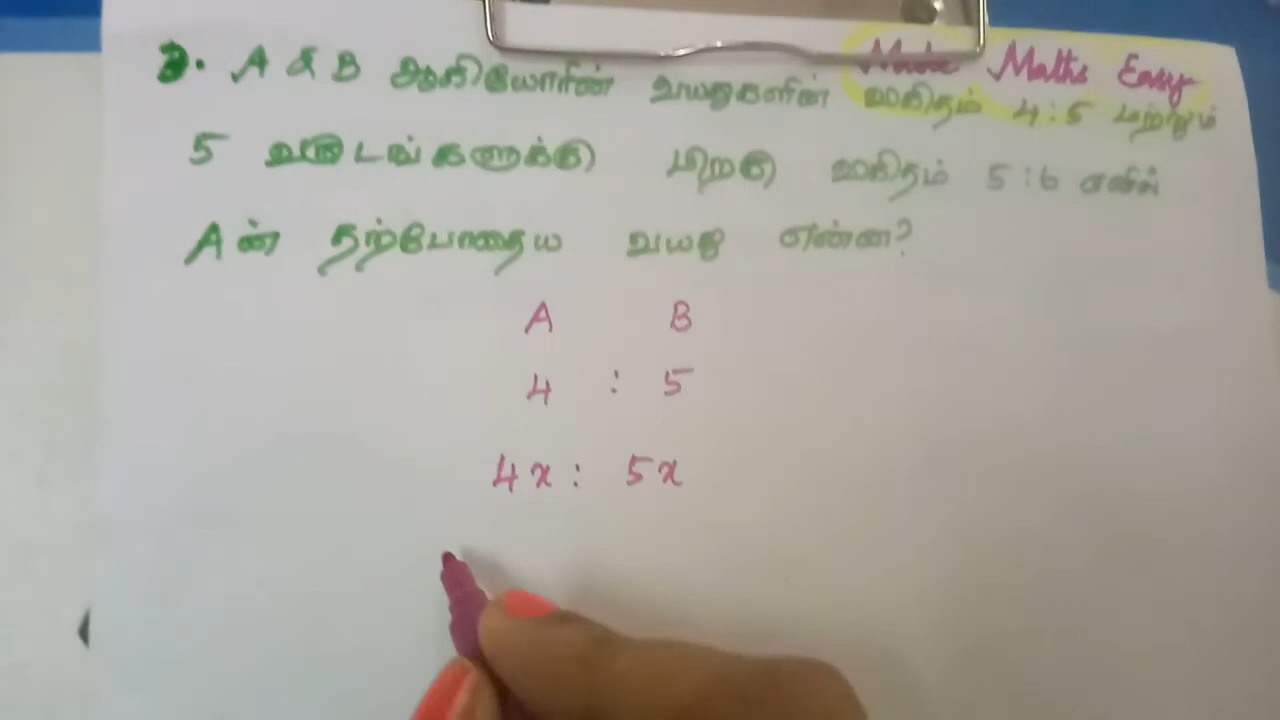 Make Maths Easy
2. A & B ஆகியோரின் வயதுகளின் விகிதம் 4:5 மற்றும்
5 வருடங்களுக்கு பிறகு விகிதம் 5:6 எனில்
Aன் தற்போதைய வயது என்ன?
A B
4 : 5
4x : 5x